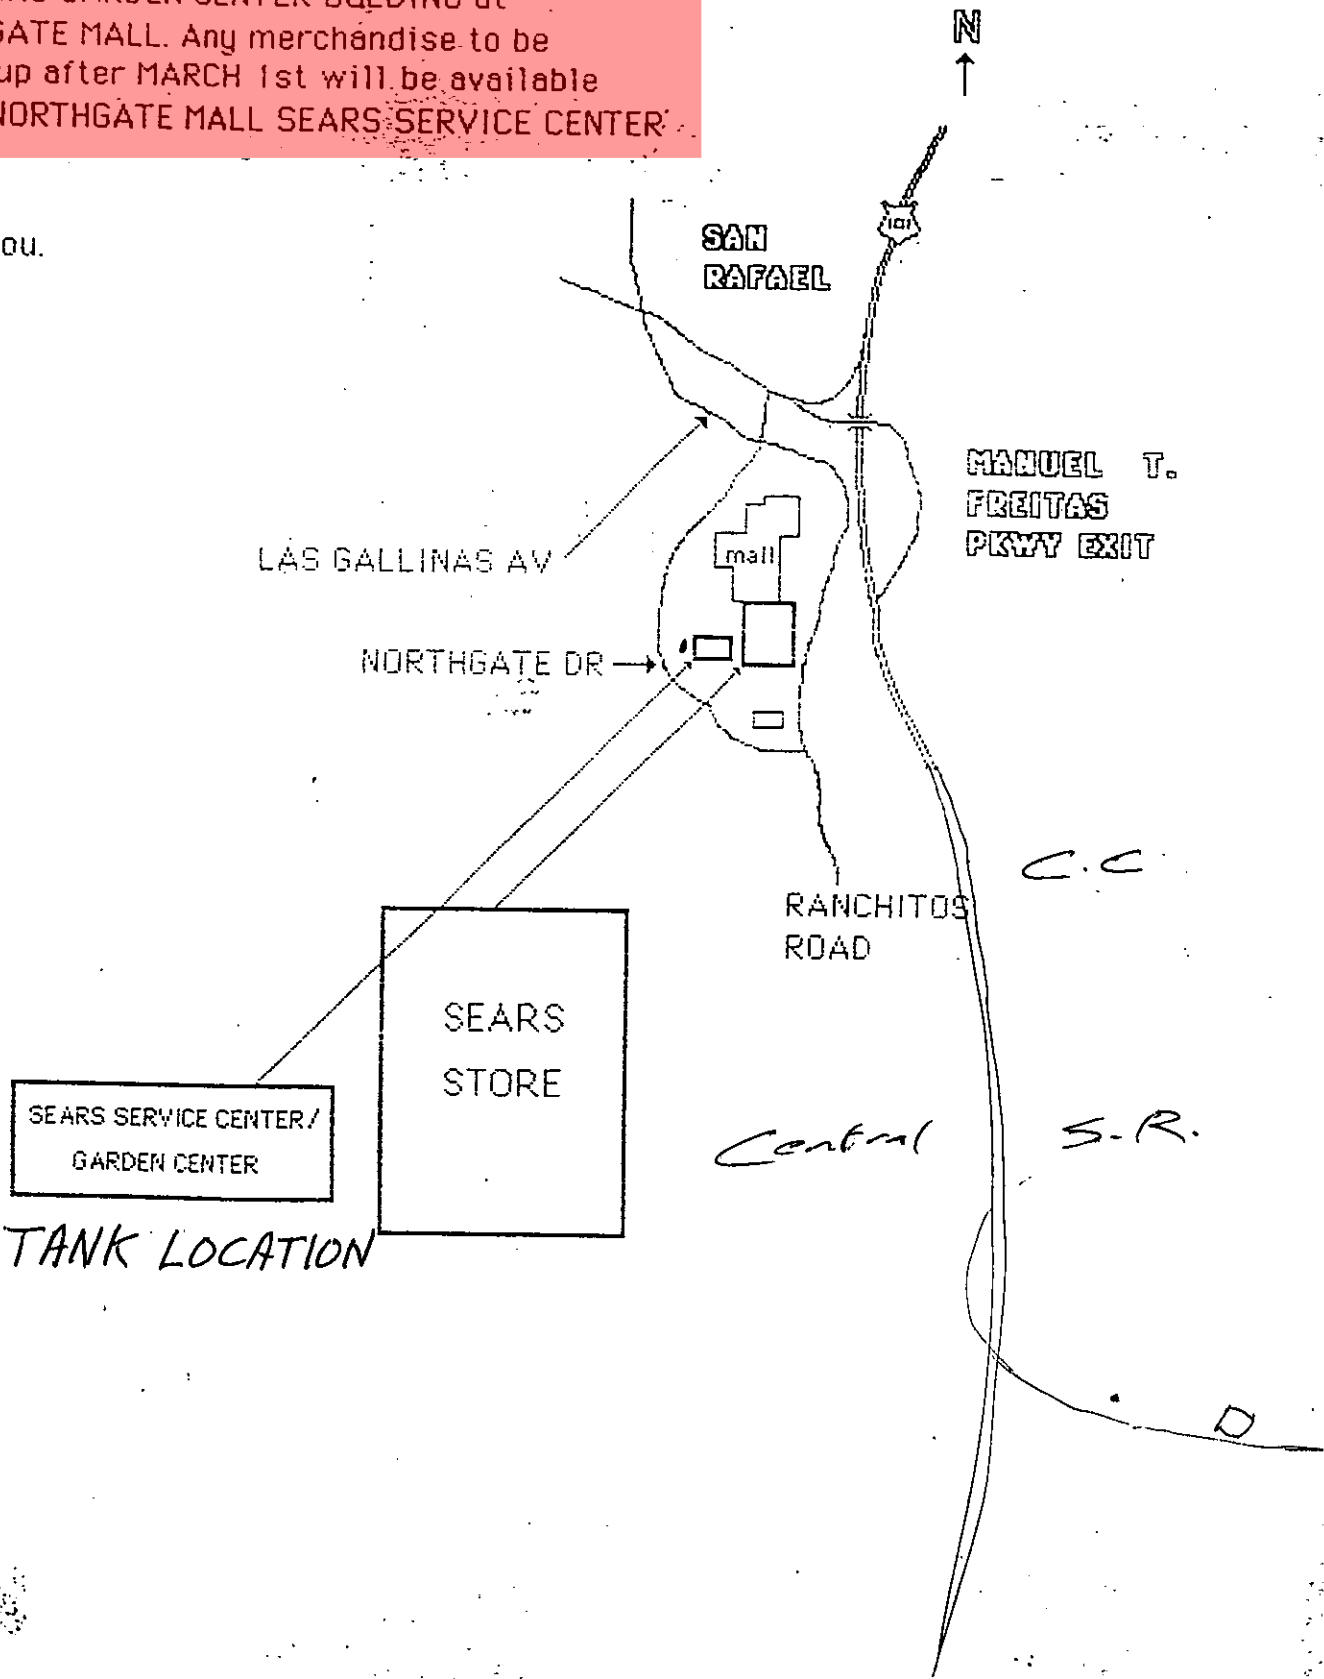 GARDEN CENTER
GATE MALL. Any merchandise to be
up after MARCH 1st will be available
NORTHGATE MALL SEARS SERVICE CENTER
ou.
N
101
SAN
RAFAEL
MANUEL T.
FREITAS
PKWY EXIT
LAS GALLINAS AV
mall
NORTHGATE DR
C.C
RANCHITOS
ROAD
SEARS
STORE
SEARS SERVICE CENTER/
GARDEN CENTER
Central
S.R.
TANK LOCATION